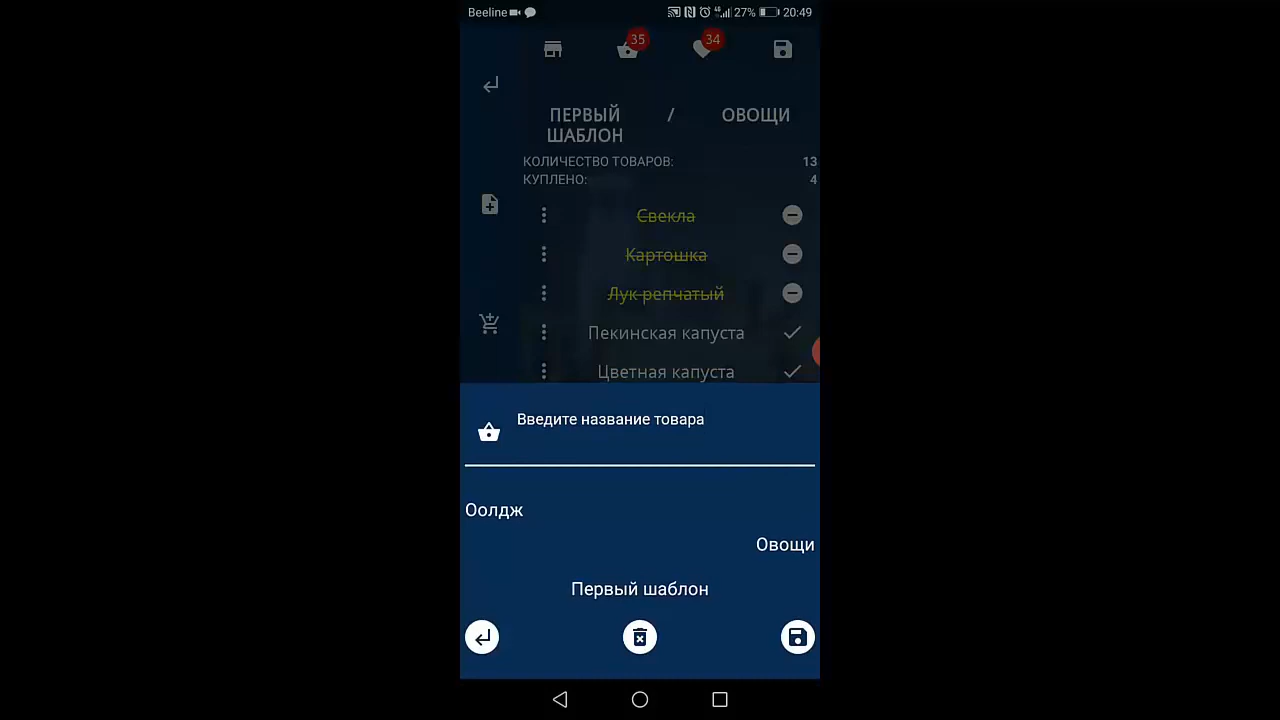 Beeline 4G 27% 20:49
35 34
ПЕРВЫЙ / ОВОЩИ
ШАБЛОН
КОЛИЧЕСТВО ТОВАРОВ: 13
КУПЛЕНО: 4
Свекла
Картошка
Лук репчатый
Пекинская капуста
Цветная капуста
Введите название товара
Оолдж
Овощи
Первый шаблон